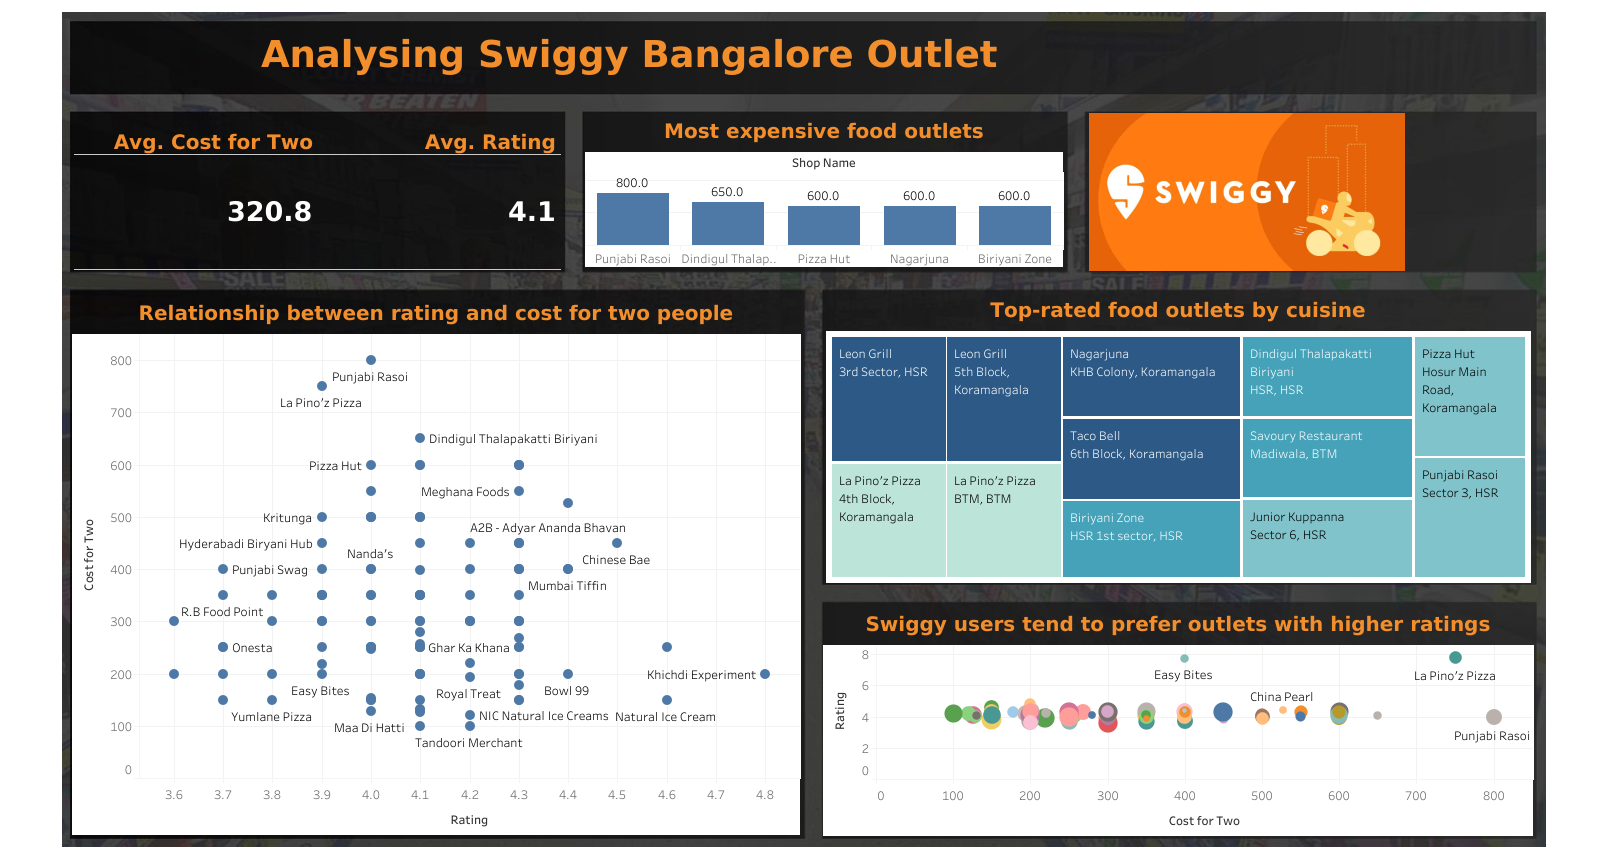 Analysing Swiggy Bangalore Outlet
Avg. Cost for Two
Avg. Rating
320.8
4.1
Most expensive food outlets
Shop Name
800.0
650.0
600.0
600.0
600.0
Punjabi Rasoi
Dindigul Thalap..
Pizza Hut
Nagarjuna
Biriyani Zone
SWIGGY
Relationship between rating and cost for two people
Cost for Two
800
700
600
500
400
300
200
100
0
Punjabi Rasoi
La Pino'z Pizza
Dindigul Thalapakatti Biriyani
Pizza Hut
Meghana Foods
Kritunga
A2B - Adyar Ananda Bhavan
Hyderabadi Biryani Hub
Nanda's
Chinese Bae
Punjabi Swag
Mumbai Tiffin
R.B Food Point
Onesta
Ghar Ka Khana
Khichdi Experiment
Easy Bites
Royal Treat
Bowl 99
Yumlane Pizza
NIC Natural Ice Creams
Natural Ice Cream
Maa Di Hatti
Tandoori Merchant
3.6
3.7
3.8
3.9
4.0
4.1
4.2
4.3
4.4
4.5
4.6
4.7
4.8
Rating
Top-rated food outlets by cuisine
Leon Grill
3rd Sector, HSR
Leon Grill
5th Block,
Koramangala
La Pino'z Pizza
4th Block,
Koramangala
La Pino'z Pizza
BTM, BTM
Nagarjuna
KHB Colony, Koramangala
Taco Bell
6th Block, Koramangala
Biriyani Zone
HSR 1st sector, HSR
Dindigul Thalapakatti
Biriyani
HSR, HSR
Savoury Restaurant
Madiwala, BTM
Junior Kuppanna
Sector 6, HSR
Pizza Hut
Hosur Main
Road,
Koramangala
Punjabi Rasoi
Sector 3, HSR
Swiggy users tend to prefer outlets with higher ratings
Rating
8
6
4
2
0
Easy Bites
La Pino'z Pizza
China Pearl
Punjabi Rasoi
0
100
200
300
400
500
600
700
800
Cost for Two
R BEATEN
SALE
SALE